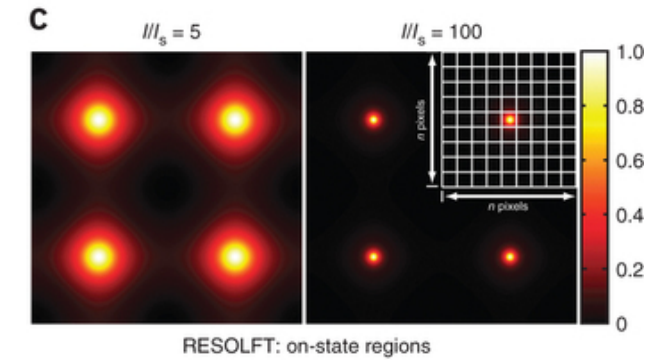 C
I/Is = 5
I/Is = 100
n pixels
n pixels
1.0
0.8
0.6
0.4
0.2
0
RESOLFT: on-state regions